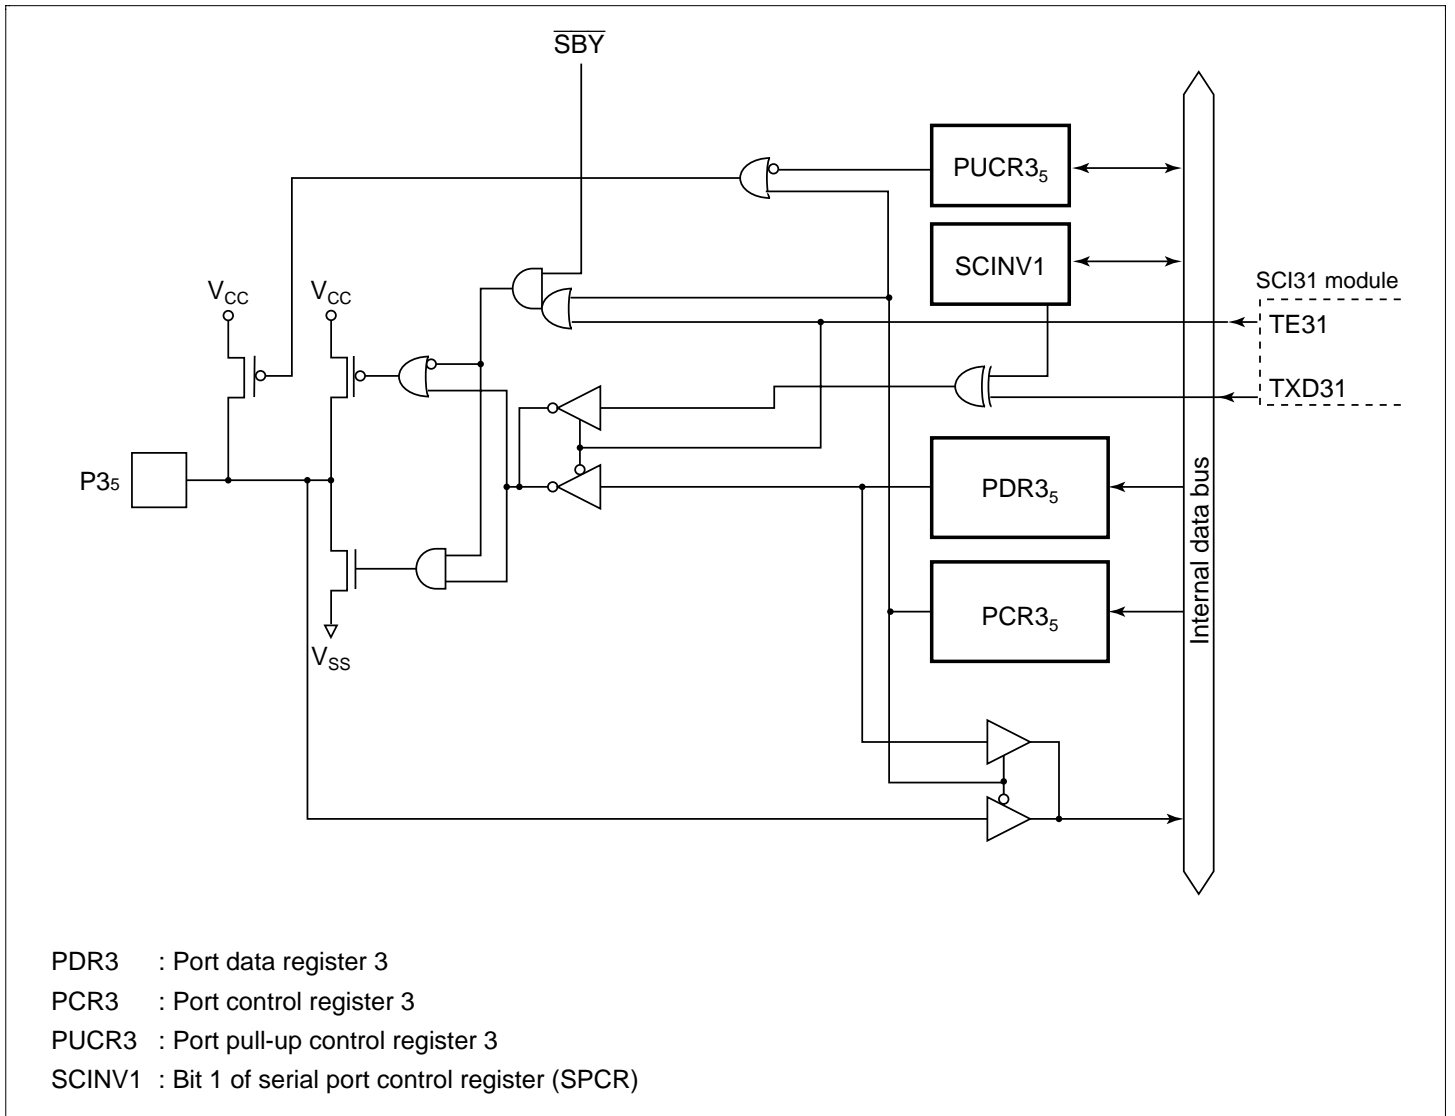 SBY
PUCR3₅
SCINV1
SCI31 module
V_CC
V_CC
TE31
TXD31
P3₅
PDR3₅
Internal data bus
PCR3₅
V_SS
PDR3 : Port data register 3
PCR3 : Port control register 3
PUCR3 : Port pull-up control register 3
SCINV1 : Bit 1 of serial port control register (SPCR)